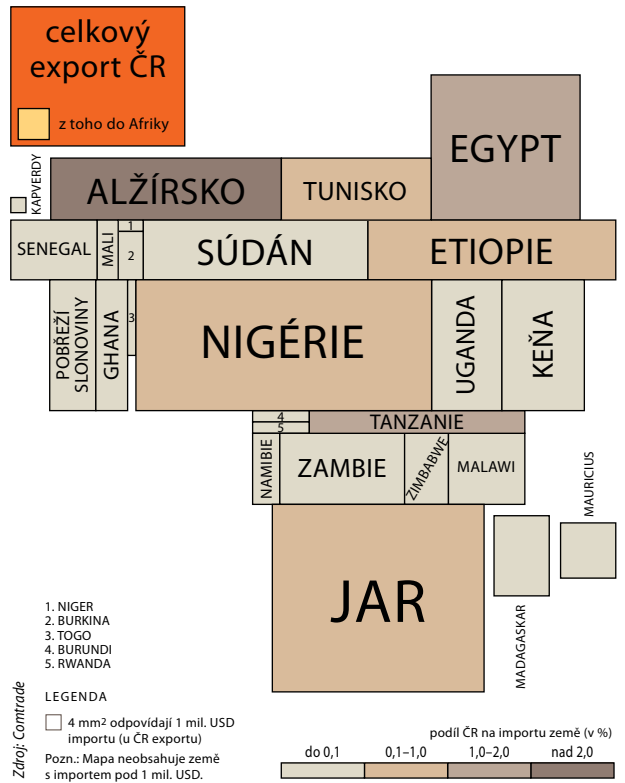 celkový
export ČR
z toho do Afriky
EGYPT
KAPVERDY
ALŽÍRSKO
TUNISKO
SENEGAL
MALI
1
2
SÚDÁN
ETIOPIE
POBŘEŽÍ
SLONOVINY
GHANA
3
NIGÉRIE
UGANDA
KEŇA
4
5
TANZANIE
NAMIBIE
ZAMBIE
ZIMBABWE
MALAWI
MAURICIUS
JAR
MADAGASKAR
1. NIGER
2. BURKINA
3. TOGO
4. BURUNDI
5. RWANDA
LEGENDA
4 mm² odpovídají 1 mil. USD
importu (u ČR exportu)
Pozn.: Mapa neobsahuje země
s importem pod 1 mil. USD.
Zdroj: Comtrade
podíl ČR na importu země (v %)
do 0,1 0,1–1,0 1,0–2,0 nad 2,0